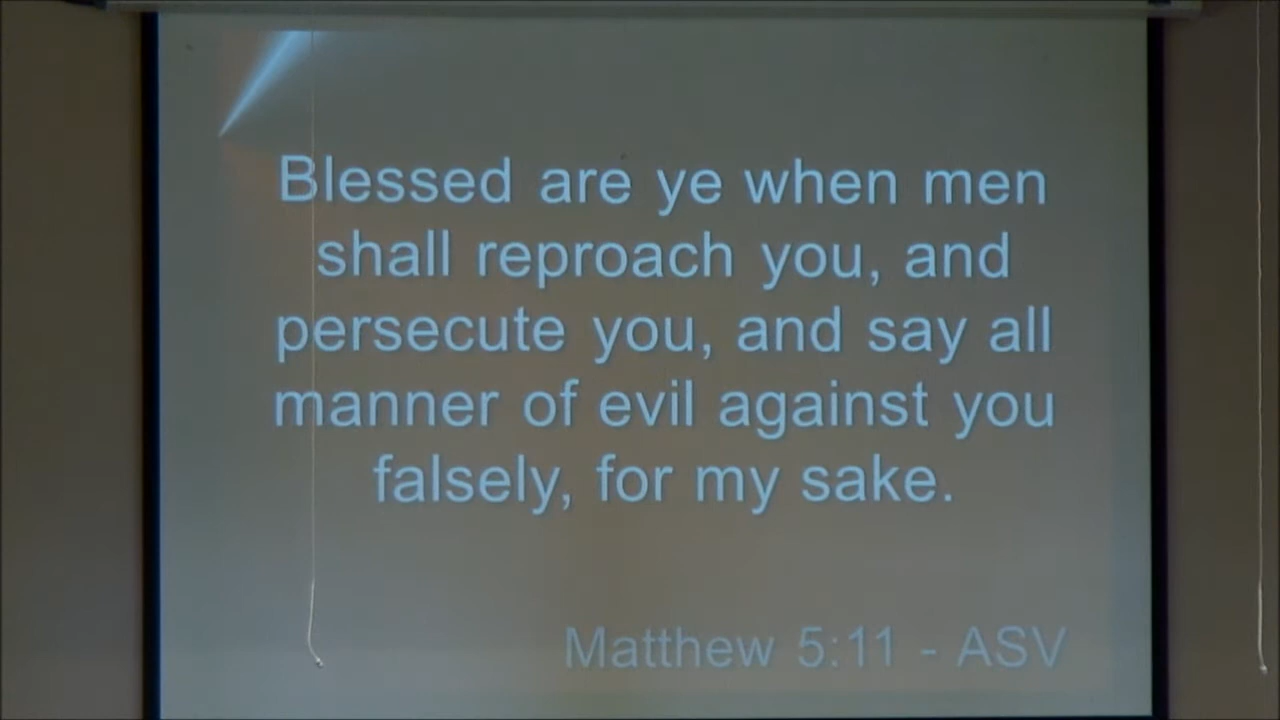 Blessed are ye when men
shall reproach you, and
persecute you, and say all
manner of evil against you
falsely, for my sake.
Matthew 5:11 - ASV